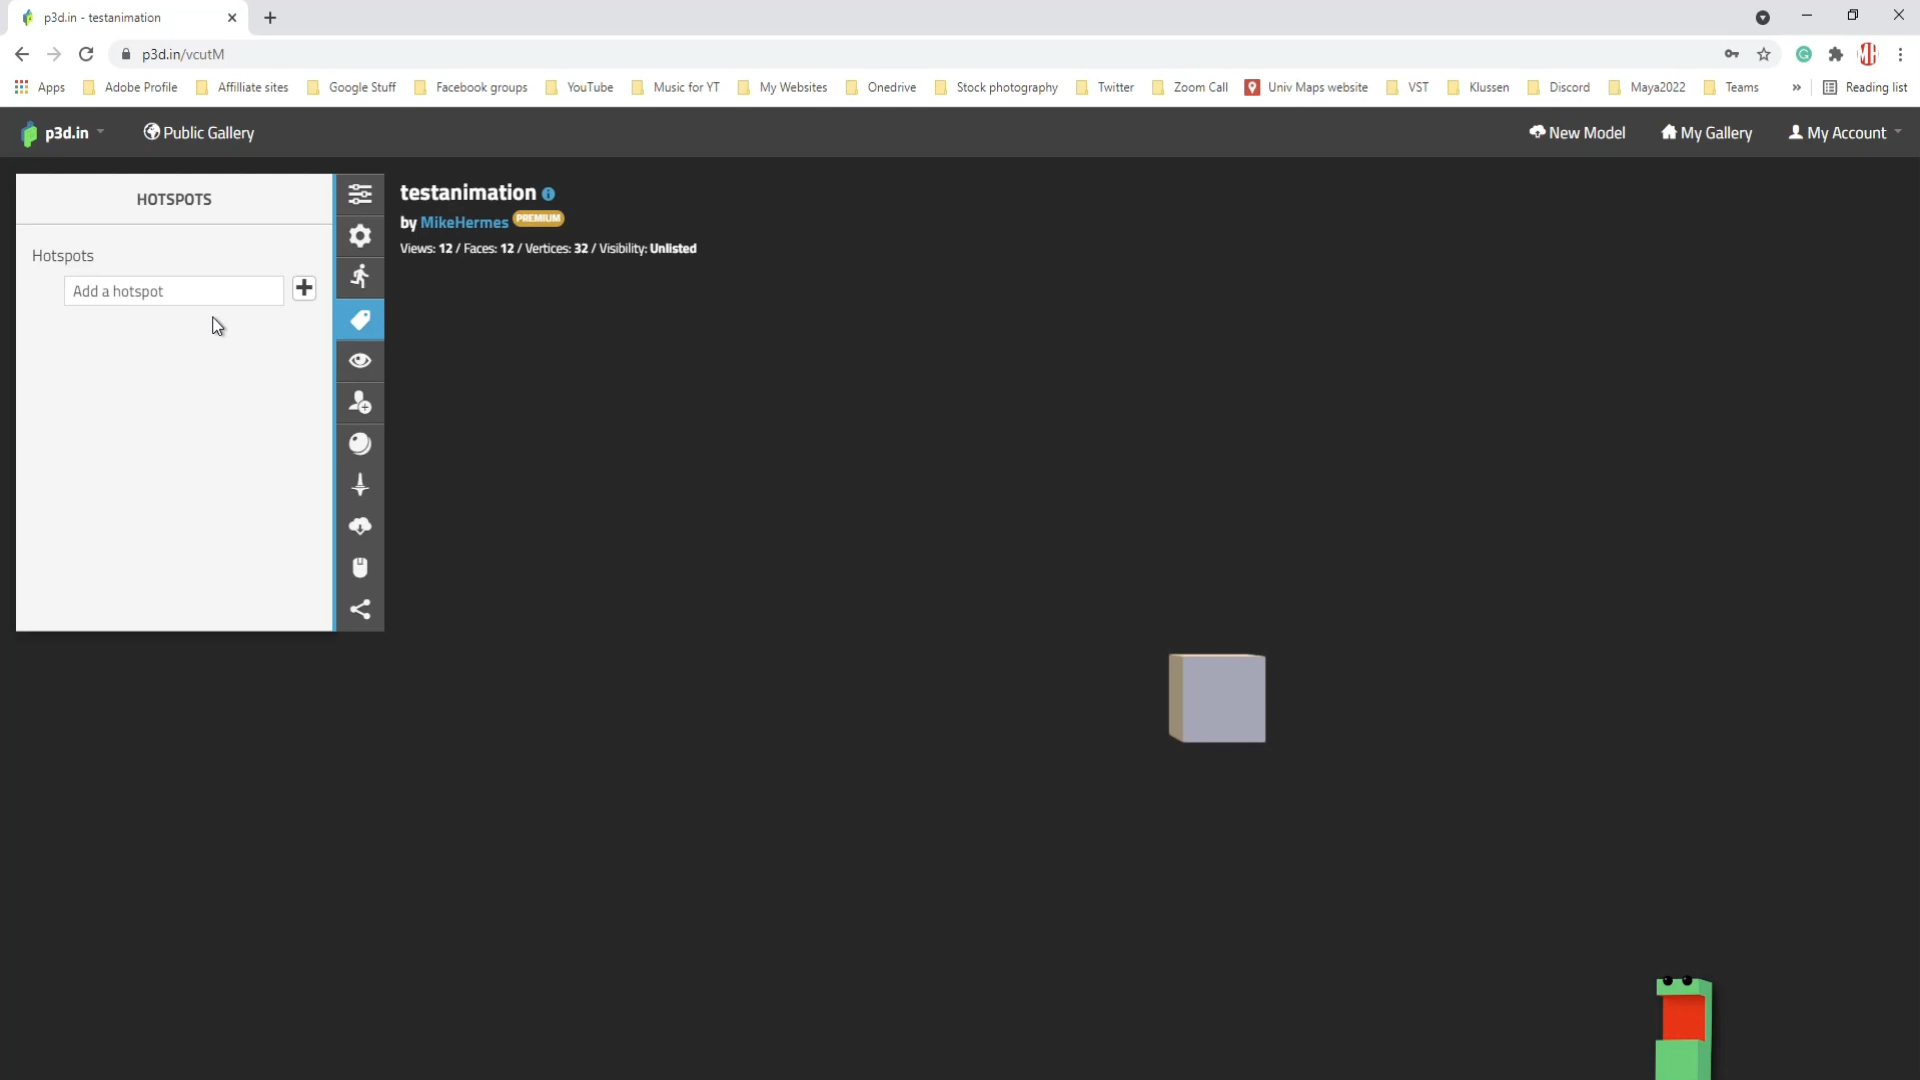 p3d.in - testanimation
p3d.in/vcutM
Apps Adobe Profile Affilliate sites Google Stuff Facebook groups YouTube Music for YT My Websites Onedrive Stock photography Twitter Zoom Call Univ Maps website VST Klussen Discord Maya2022 Teams » Reading list
p3d.in Public Gallery New Model My Gallery My Account
HOTSPOTS
Hotspots
Add a hotspot
testanimation
by MikeHermes PREMIUM
Views: 12 / Faces: 12 / Vertices: 32 / Visibility: Unlisted